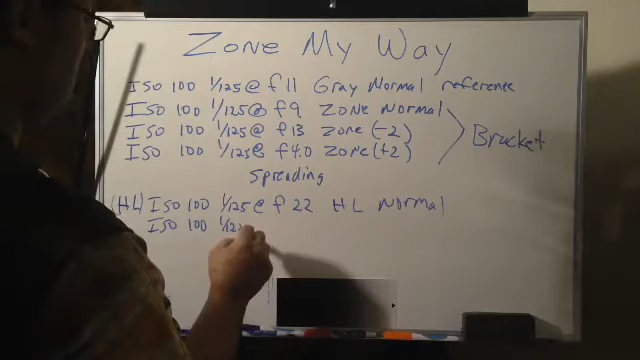 Zone My Way
ISO 100 1/125@ f11 Gray Normal reference
ISO 100 1/125@ f9 Zone Normal
ISO 100 1/125@ f13 zone (-2)
ISO 100 1/125@ f4.0 Zone (+2)
Bracket
Spreading
(HL) ISO 100 1/125@ f 22 HL Normal
ISO 100 1/12